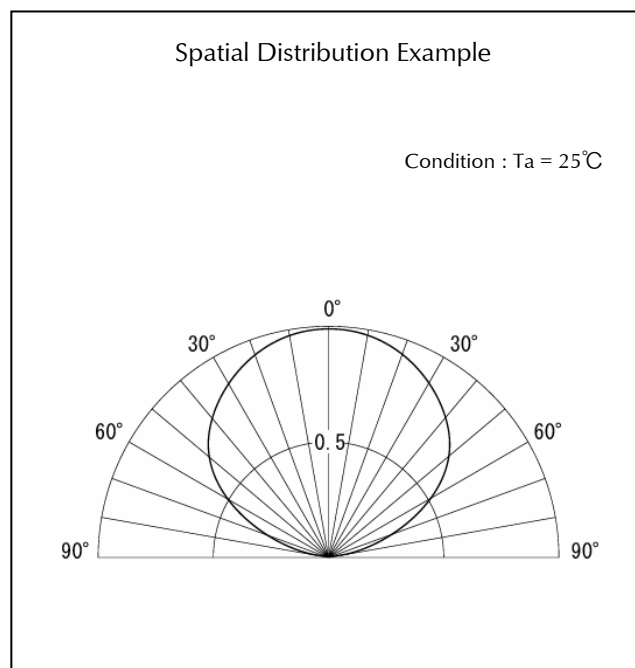 Spatial Distribution Example
Condition : Ta = 25℃
0°
30° 30°
60° 60°
0.5
90° 90°